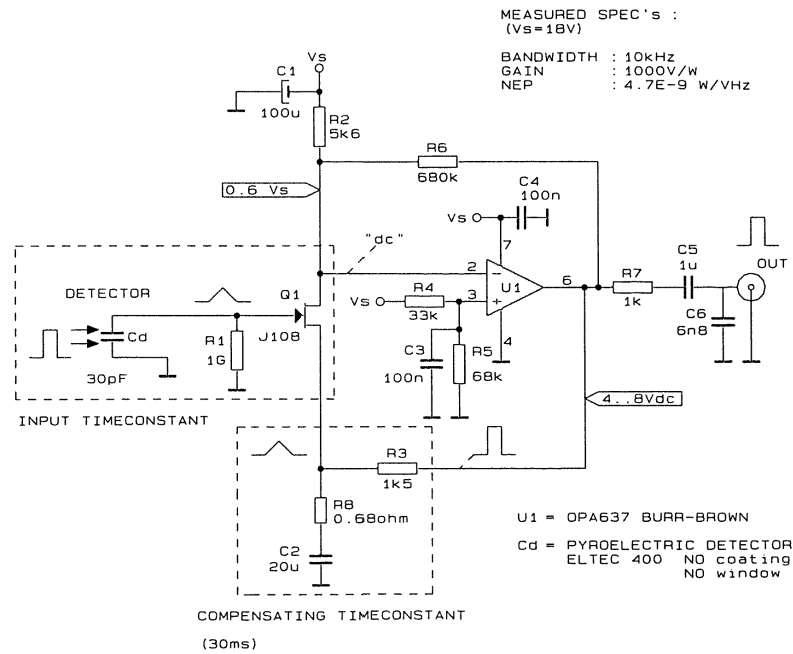 MEASURED SPEC's :
(Vs=18V)
BANDWIDTH : 10kHz
GAIN : 1000V/W
NEP : 4.7E-9 W/VHz
Vs
C1
100u
R2
5k6
R6
680k
0.6 Vs
C4
100n
Vs
7
"dc"
2
-
U1
6
R7
1k
C5
1u
OUT
DETECTOR
Q1
Vs
R4
33k
3
+
4
C6
6n8
Cd
R1
1G
J108
30pF
C3
100n
R5
68k
INPUT TIMECONSTANT
4..8Vdc
R3
1k5
R8
0.68ohm
C2
20u
U1 = OPA637 BURR-BROWN
Cd = PYROELECTRIC DETECTOR
ELTEC 400 NO coating
NO window
COMPENSATING TIMECONSTANT
(30ms)